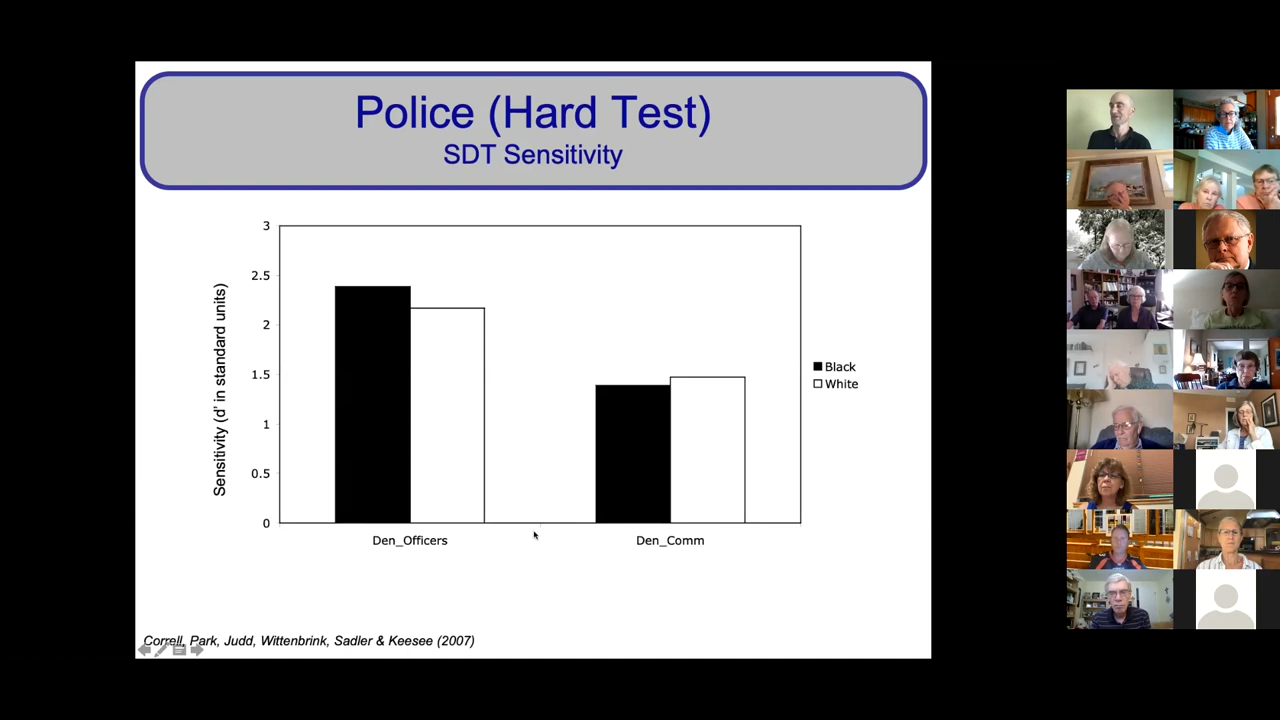 Police (Hard Test)
SDT Sensitivity
3
2.5
2
1.5
1
0.5
0
Sensitivity (d' in standard units)
Den_Officers
Den_Comm
Black
White
Correll, Park, Judd, Wittenbrink, Sadler & Keesee (2007)